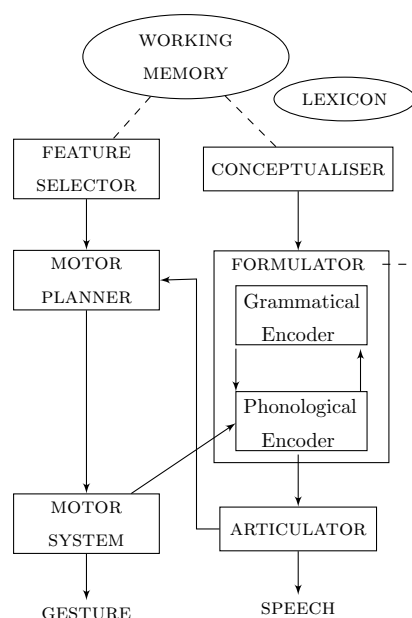 WORKING
MEMORY
LEXICON
FEATURE
SELECTOR
CONCEPTUALISER
MOTOR
PLANNER
FORMULATOR
Grammatical
Encoder
Phonological
Encoder
MOTOR
SYSTEM
ARTICULATOR
GESTURE
SPEECH